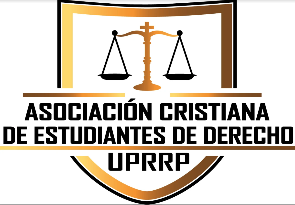 ASOCIACIÓN CRISTIANA
DE ESTUDIANTES DE DERECHO
UPRRP